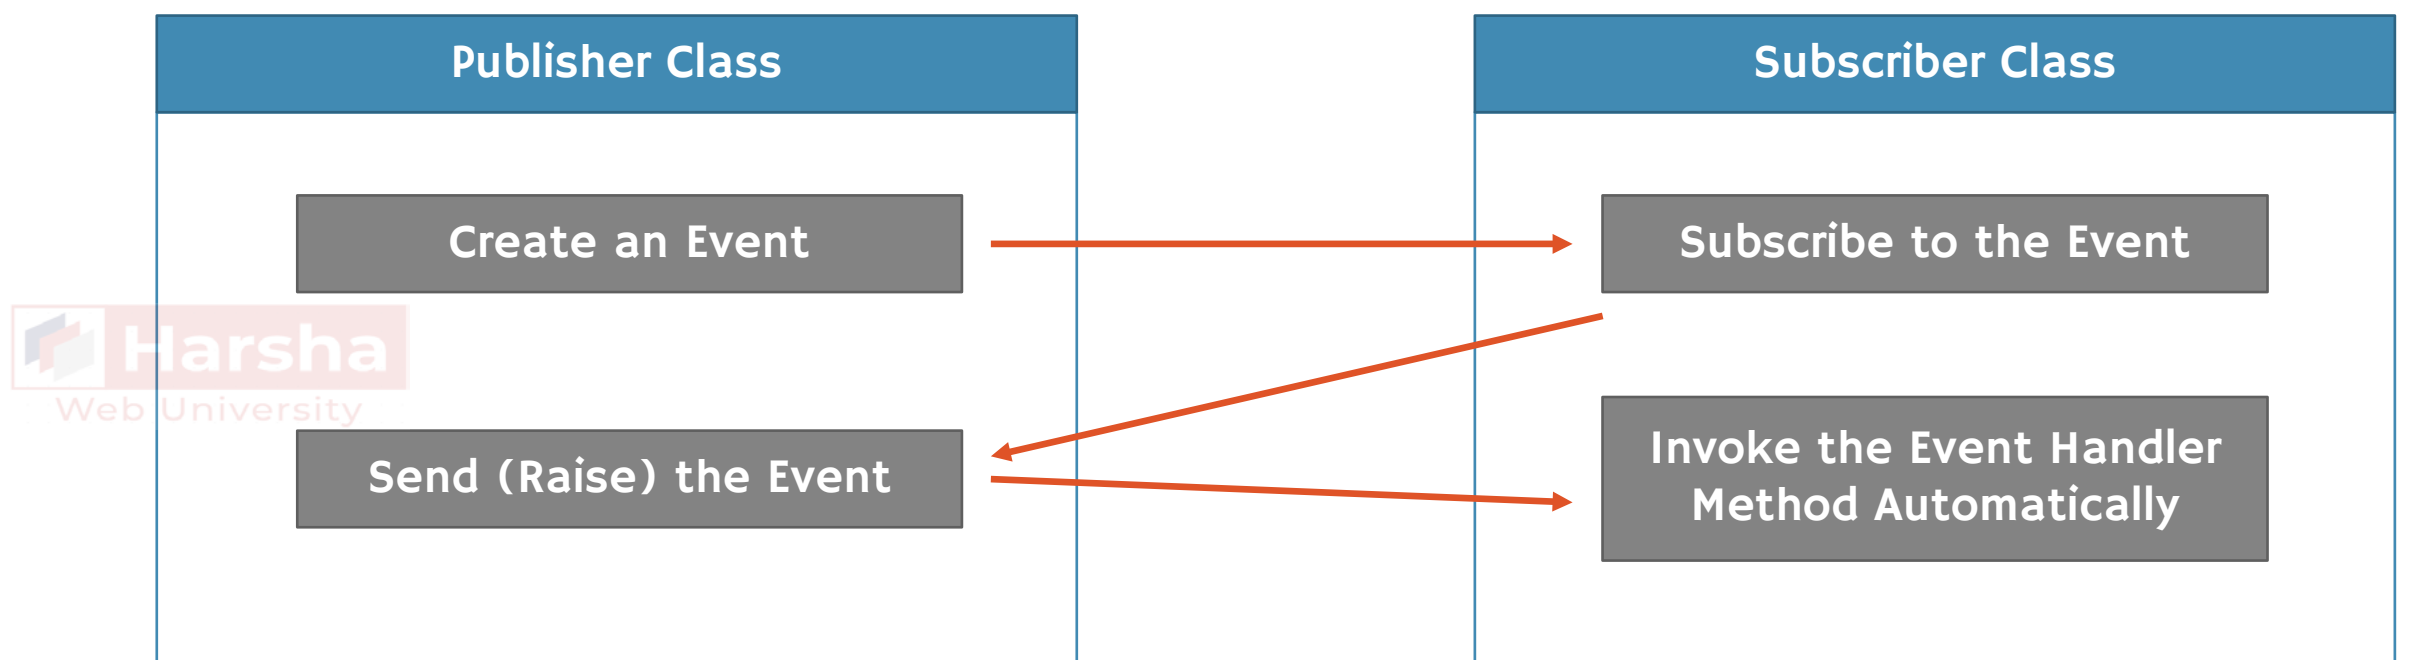 Publisher Class
Subscriber Class
Create an Event
Subscribe to the Event
Harsha
Web University
Send (Raise) the Event
Invoke the Event Handler
Method Automatically